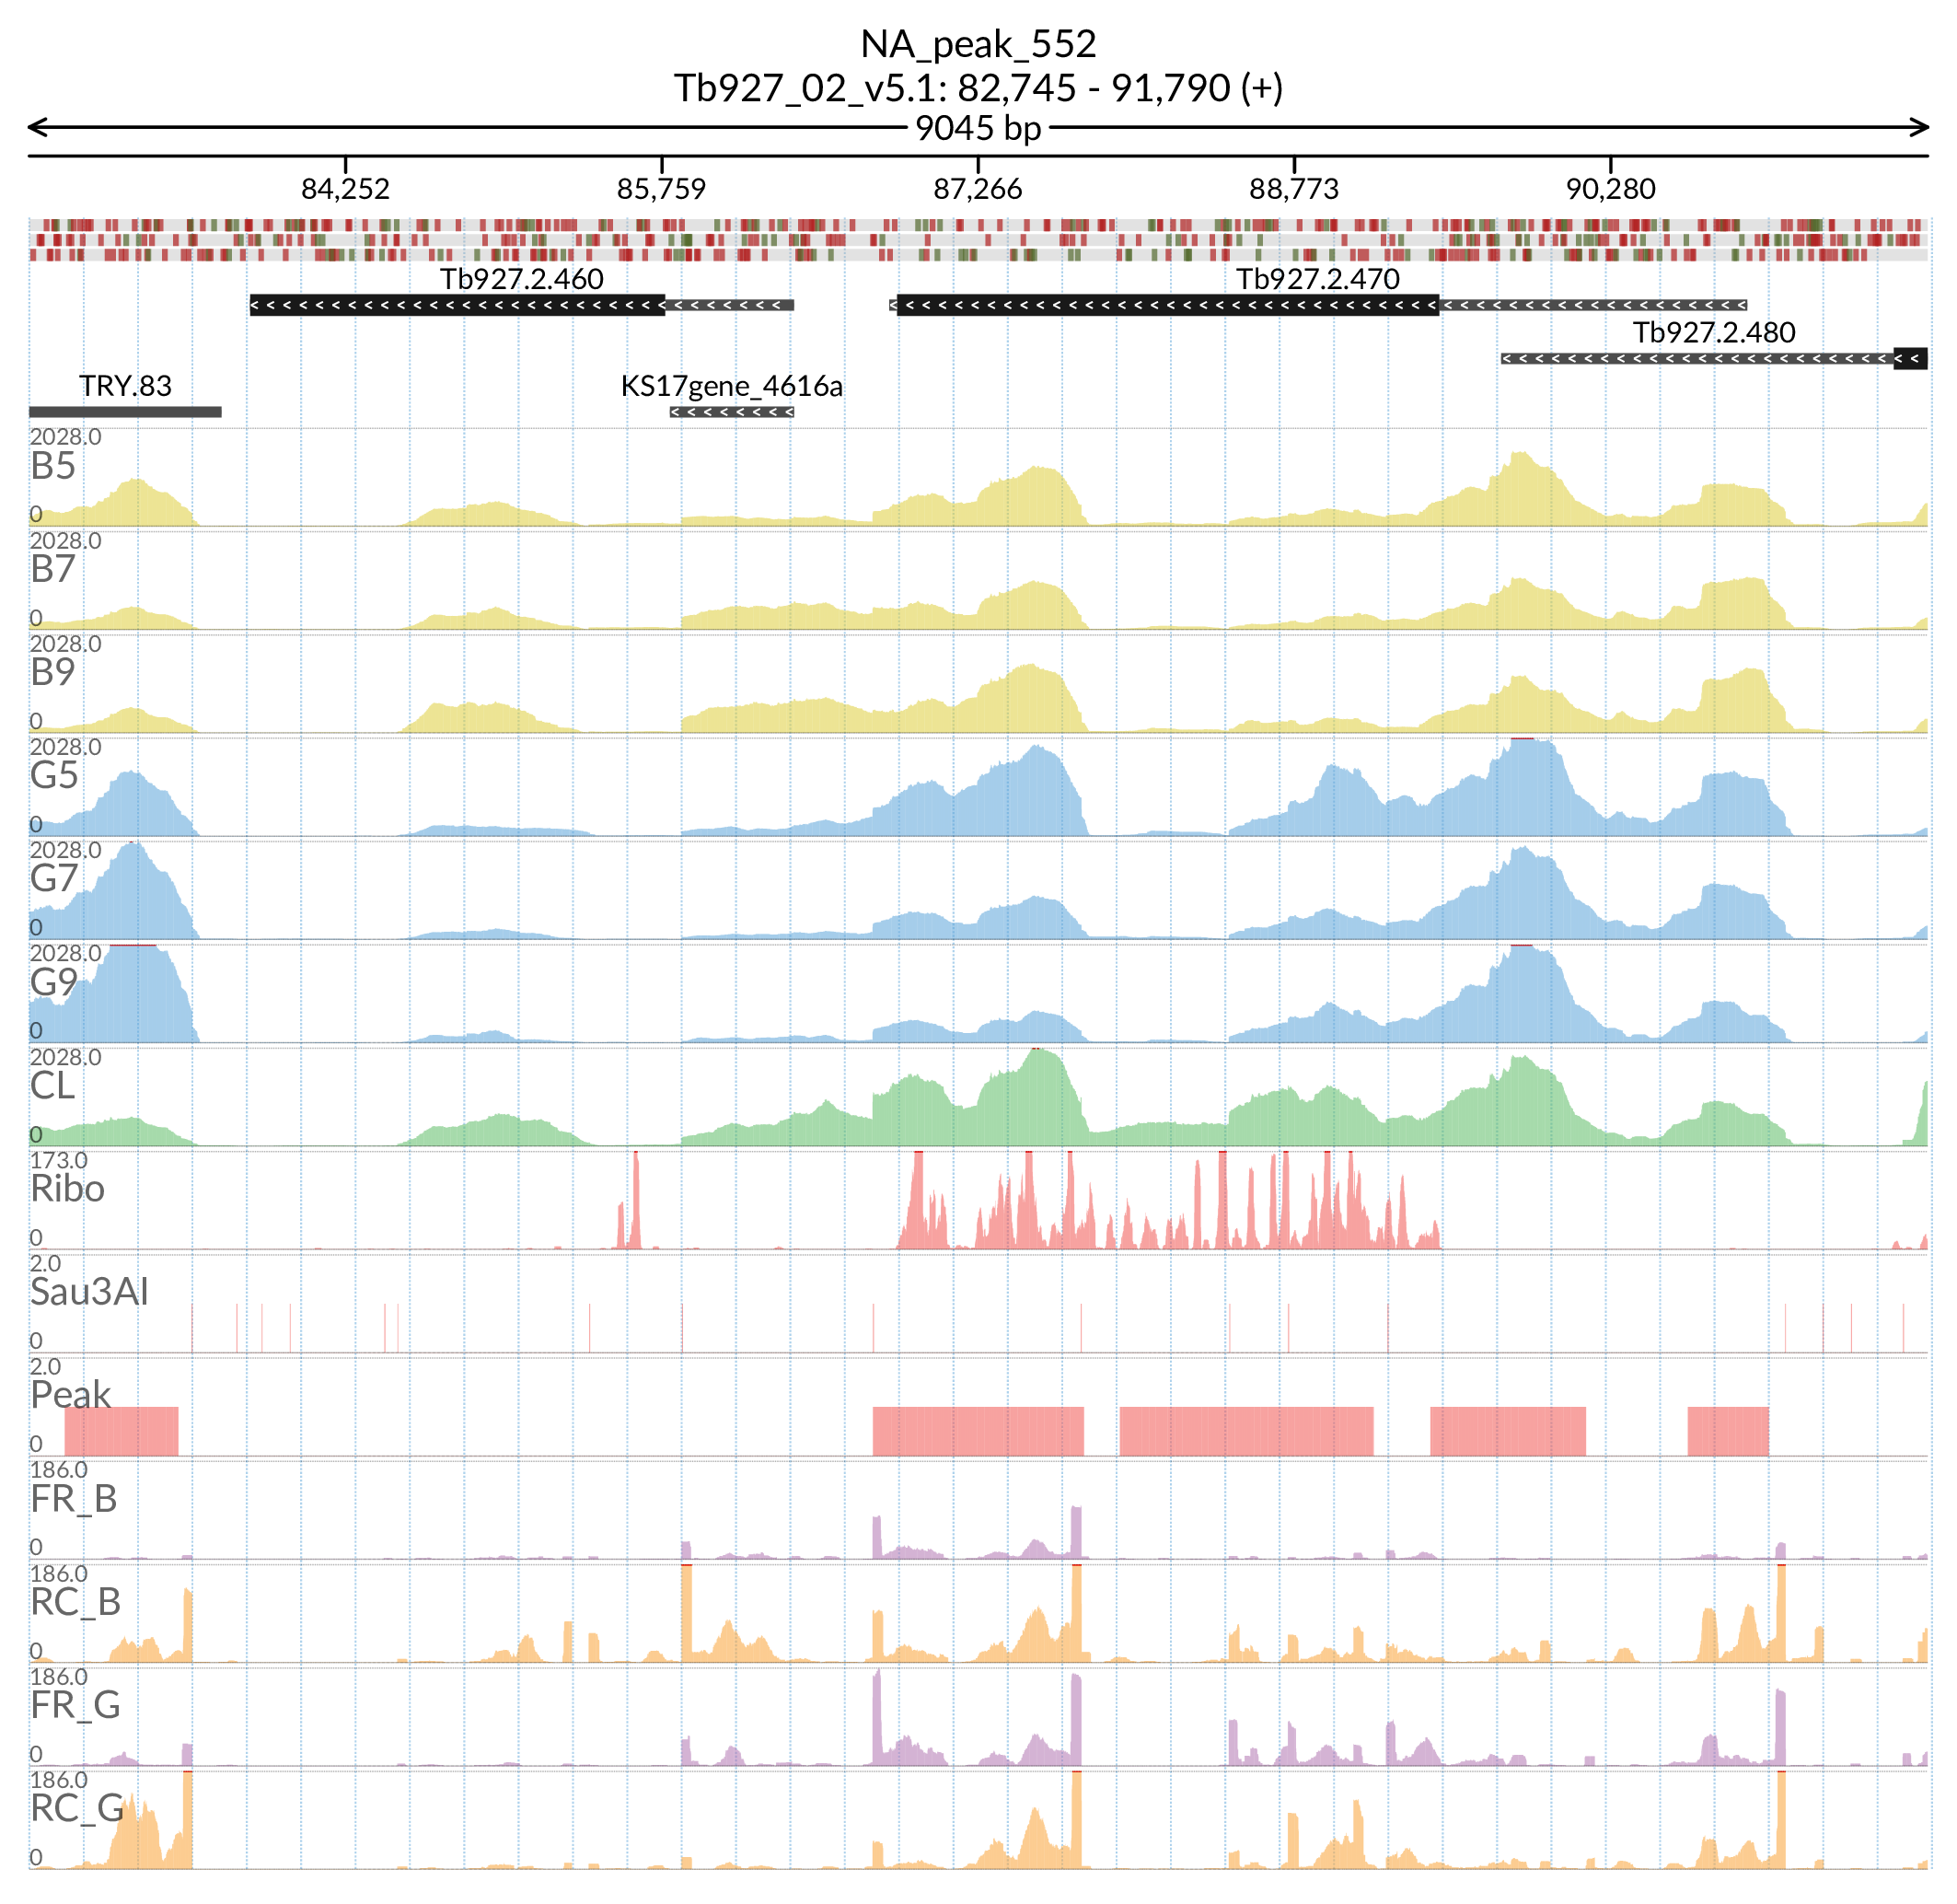 NA_peak_552
Tb927_02_v5.1: 82,745 - 91,790 (+)
9045 bp
84,252 85,759 87,266 88,773 90,280
Tb927.2.460 Tb927.2.470
Tb927.2.480
TRY.83 KS17gene_4616a
2028.0
B5
0
2028.0
B7
0
2028.0
B9
0
2028.0
G5
0
2028.0
G7
0
2028.0
G9
0
2028.0
CL
0
173.0
Ribo
0
2.0
Sau3AI
0
2.0
Peak
0
186.0
FR_B
0
186.0
RC_B
0
186.0
FR_G
0
186.0
RC_G
0